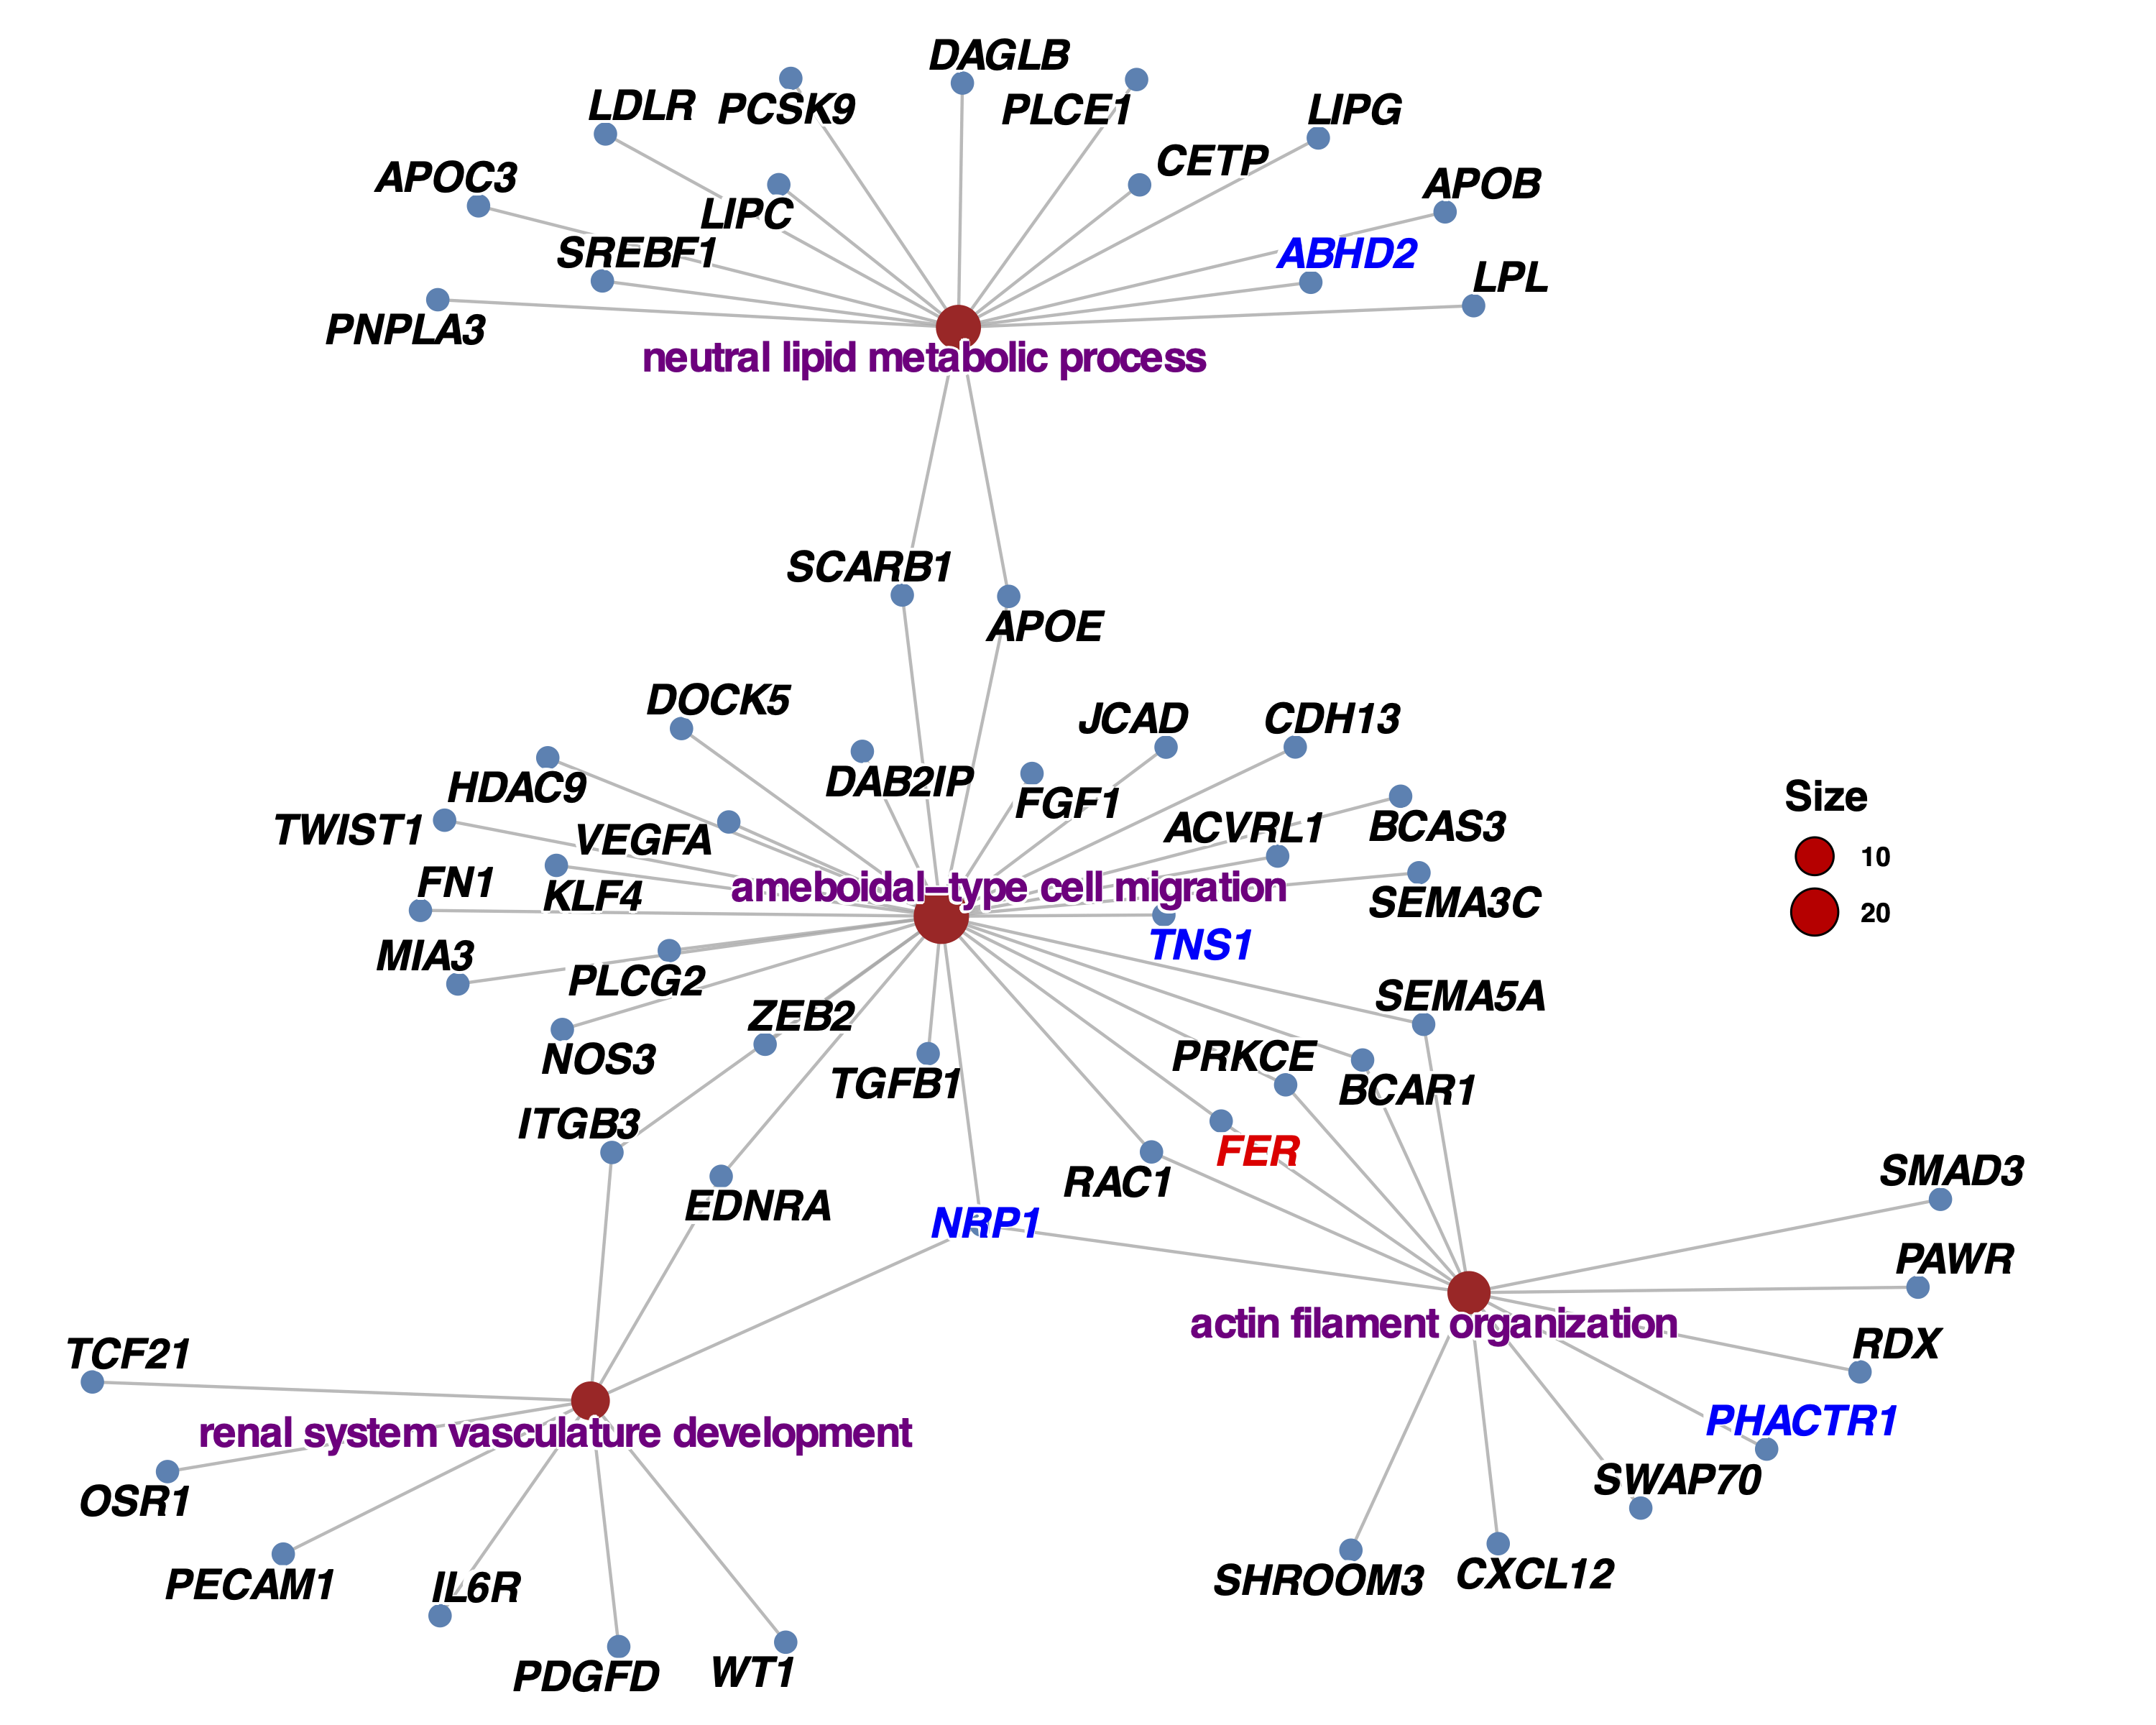 DAGLB
PCSK9
PLCE1
LDLR
LIPG
CETP
APOC3
APOB
LIPC
SREBF1
ABHD2
LPL
PNPLA3
neutral lipid metabolic process
SCARB1
APOE
DOCK5
JCAD
CDH13
HDAC9
DAB2IP
FGF1
TWIST1
VEGFA
ACVRL1
BCAS3
FN1
KLF4
ameboidal–type cell migration
SEMA3C
MIA3
PLCG2
TNS1
ZEB2
SEMA5A
NOS3
TGFB1
PRKCE
BCAR1
ITGB3
FER
EDNRA
NRP1
RAC1
SMAD3
PAWR
actin filament organization
RDX
TCF21
renal system vasculature development
PHACTR1
OSR1
SWAP70
PECAM1
IL6R
SHROOM3
CXCL12
PDGFD
WT1
Size
10
20